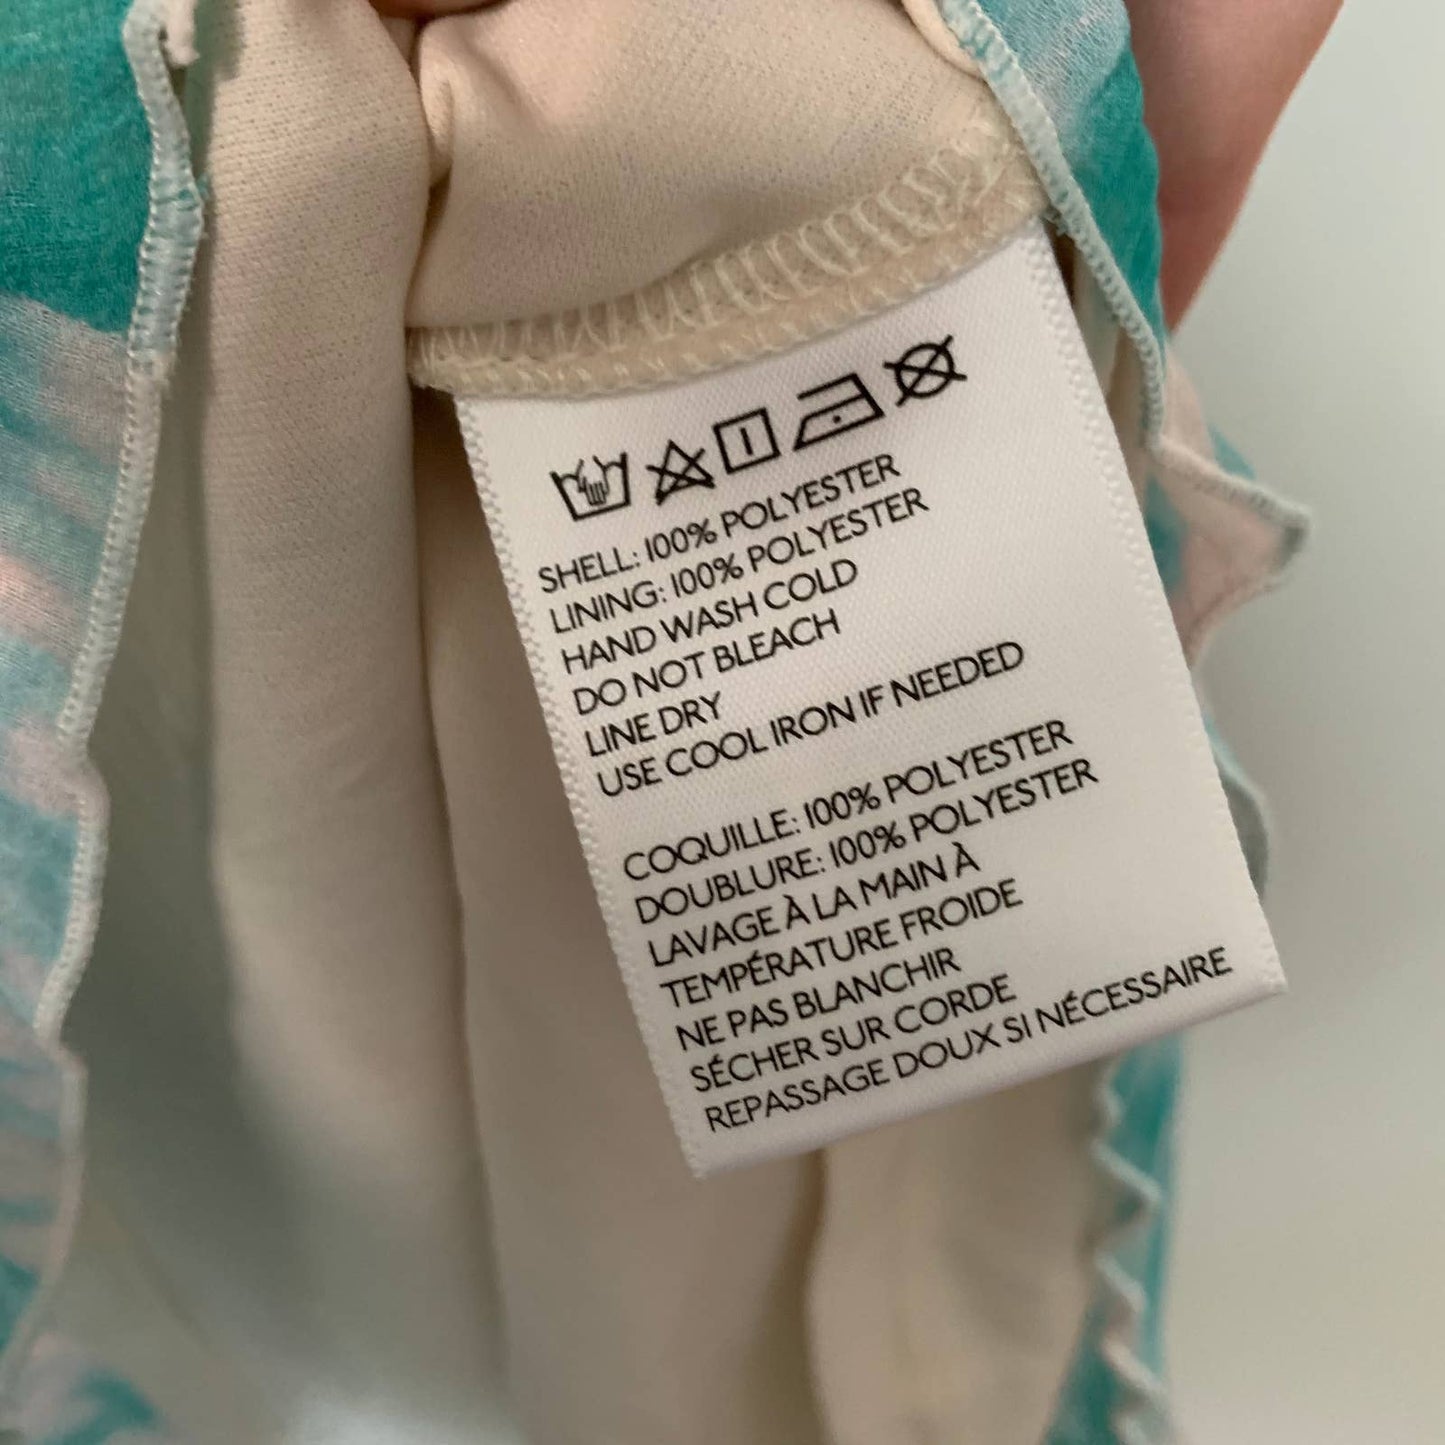 SHELL: 100% POLYESTER
LINING: 100% POLYESTER
HAND WASH COLD
DO NOT BLEACH
LINE DRY
USE COOL IRON IF NEEDED
COQUILLE: 100% POLYESTER
DOUBLURE: 100% POLYESTER
LAVAGE À LA MAIN À
TEMPÉRATURE FROIDE
NE PAS BLANCHIR
SÉCHER SUR CORDE
REPASSAGE DOUX SI NÉCESSAIRE